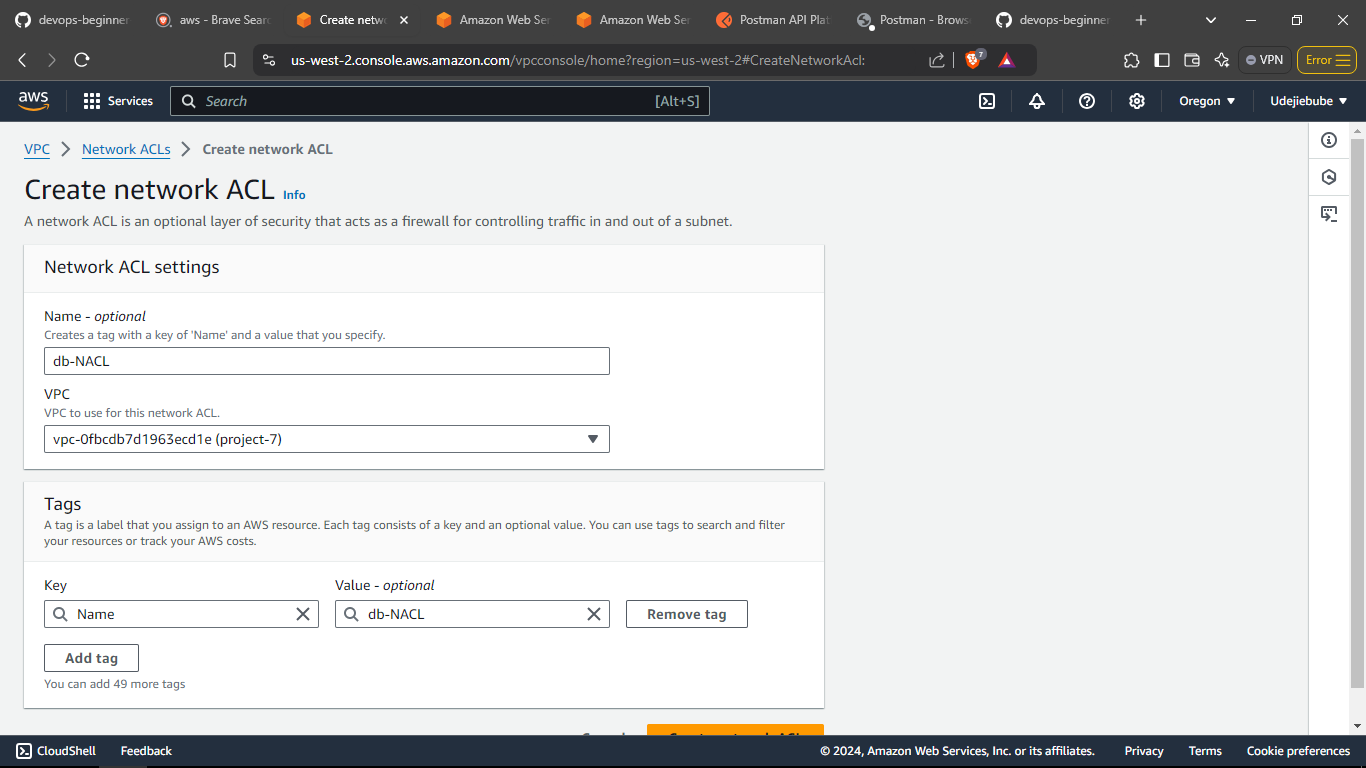 devops-beginner
aws - Brave Sear
Create netw
Amazon Web Ser
Amazon Web Ser
Postman API Plat
Postman - Brows
devops-beginner
us-west-2.console.aws.amazon.com/vpcconsole/home?region=us-west-2#CreateNetworkAcl:
7
VPN
Error
aws
Services
Search
[Alt+S]
Oregon
Udejiebube
VPC
Network ACLs
Create network ACL
Create network ACL Info
A network ACL is an optional layer of security that acts as a firewall for controlling traffic in and out of a subnet.
Network ACL settings
Name - optional
Creates a tag with a key of 'Name' and a value that you specify.
db-NACL
VPC
VPC to use for this network ACL.
vpc-0fbcdb7d1963ecd1e (project-7)
Tags
A tag is a label that you assign to an AWS resource. Each tag consists of a key and an optional value. You can use tags to search and filter
your resources or track your AWS costs.
Key
Value - optional
Name
db-NACL
Remove tag
Add tag
You can add 49 more tags
CloudShell
Feedback
© 2024, Amazon Web Services, Inc. or its affiliates.
Privacy
Terms
Cookie preferences